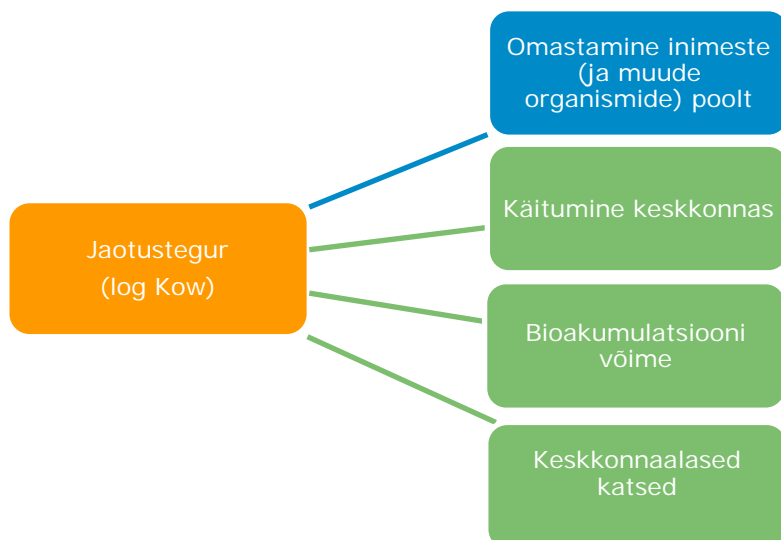 Omastamine inimeste
(ja muude
organismide) poolt
Käitumine keskkonnas
Jaotustegur
(log Kow)
Bioakumulatsiooni
võime
Keskkonnaalased
katsed